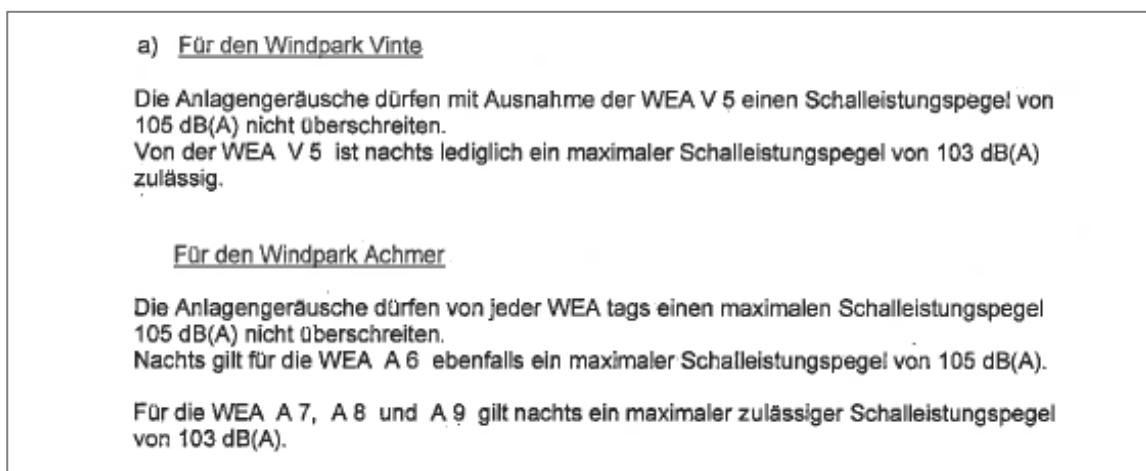 a) Für den Windpark Vinte
Die Anlagengeräusche dürfen mit Ausnahme der WEA V 5 einen Schalleistungspegel von
105 dB(A) nicht überschreiten.
Von der WEA V 5 ist nachts lediglich ein maximaler Schalleistungspegel von 103 dB(A)
zulässig.
Für den Windpark Achmer
Die Anlagengeräusche dürfen von jeder WEA tags einen maximalen Schalleistungspegel
105 dB(A) nicht überschreiten.
Nachts gilt für die WEA A 6 ebenfalls ein maximaler Schalleistungspegel von 105 dB(A).
Für die WEA A 7, A 8 und A 9 gilt nachts ein maximaler zulässiger Schalleistungspegel
von 103 dB(A).